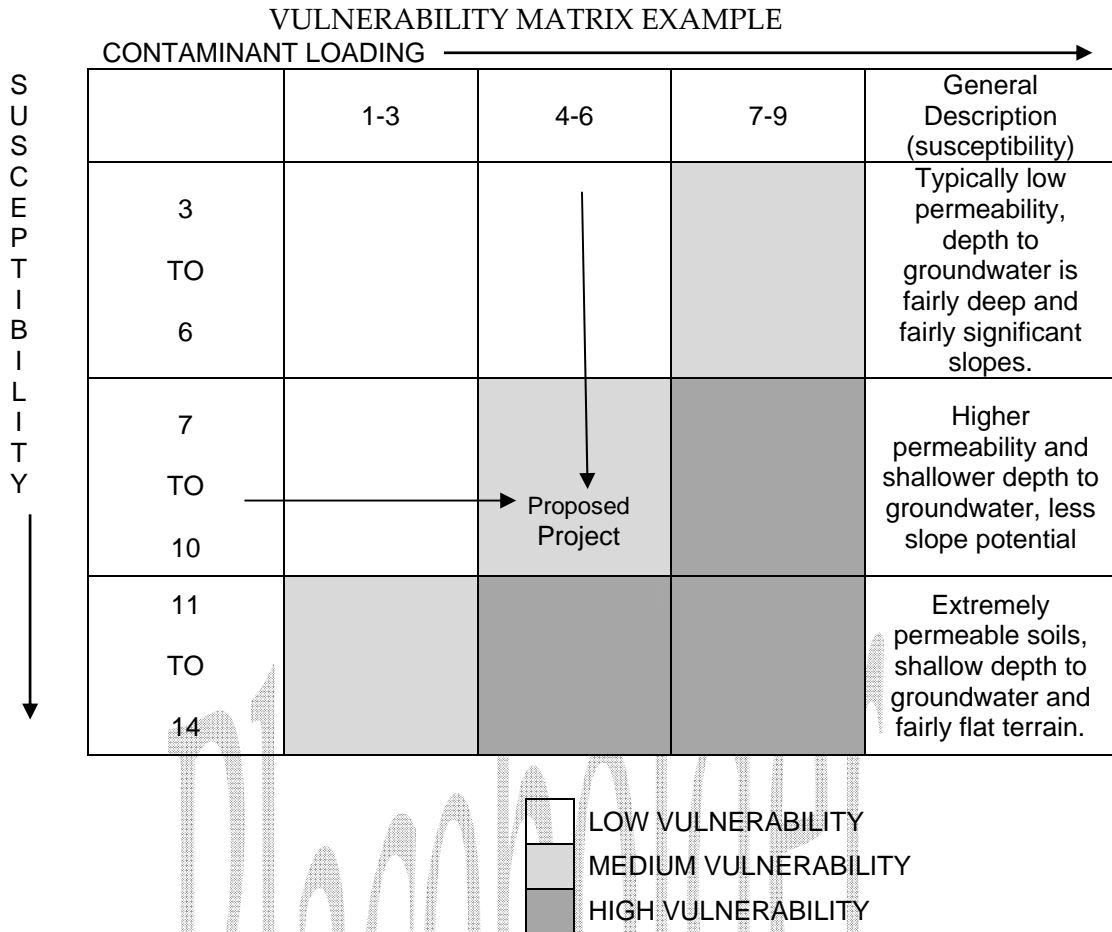 VULNERABILITY MATRIX EXAMPLE
CONTAMINANT LOADING
S
U
S
C
E
P
T
I
B
I
L
I
T
Y
1-3
4-6
7-9
General
Description
(susceptibility)
3
TO
6
Typically low
permeability,
depth to
groundwater is
fairly deep and
fairly significant
slopes.
7
TO
10
Proposed
Project
Higher
permeability and
shallower depth to
groundwater, less
slope potential
11
TO
14
Extremely
permeable soils,
shallow depth to
groundwater and
fairly flat terrain.
LOW VULNERABILITY
MEDIUM VULNERABILITY
HIGH VULNERABILITY